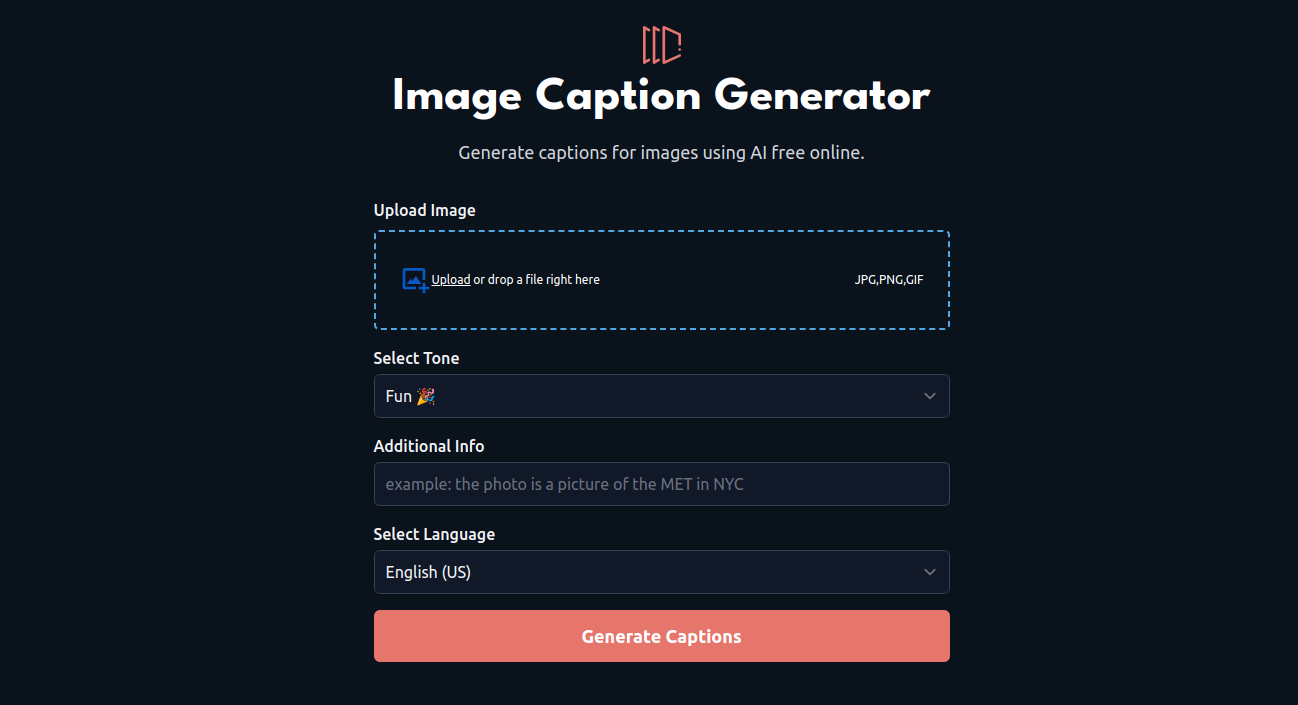 Image Caption Generator
Generate captions for images using AI free online.
Upload Image
Upload or drop a file right here JPG,PNG,GIF
Select Tone
Fun 🎉
Additional Info
example: the photo is a picture of the MET in NYC
Select Language
English (US)
Generate Captions